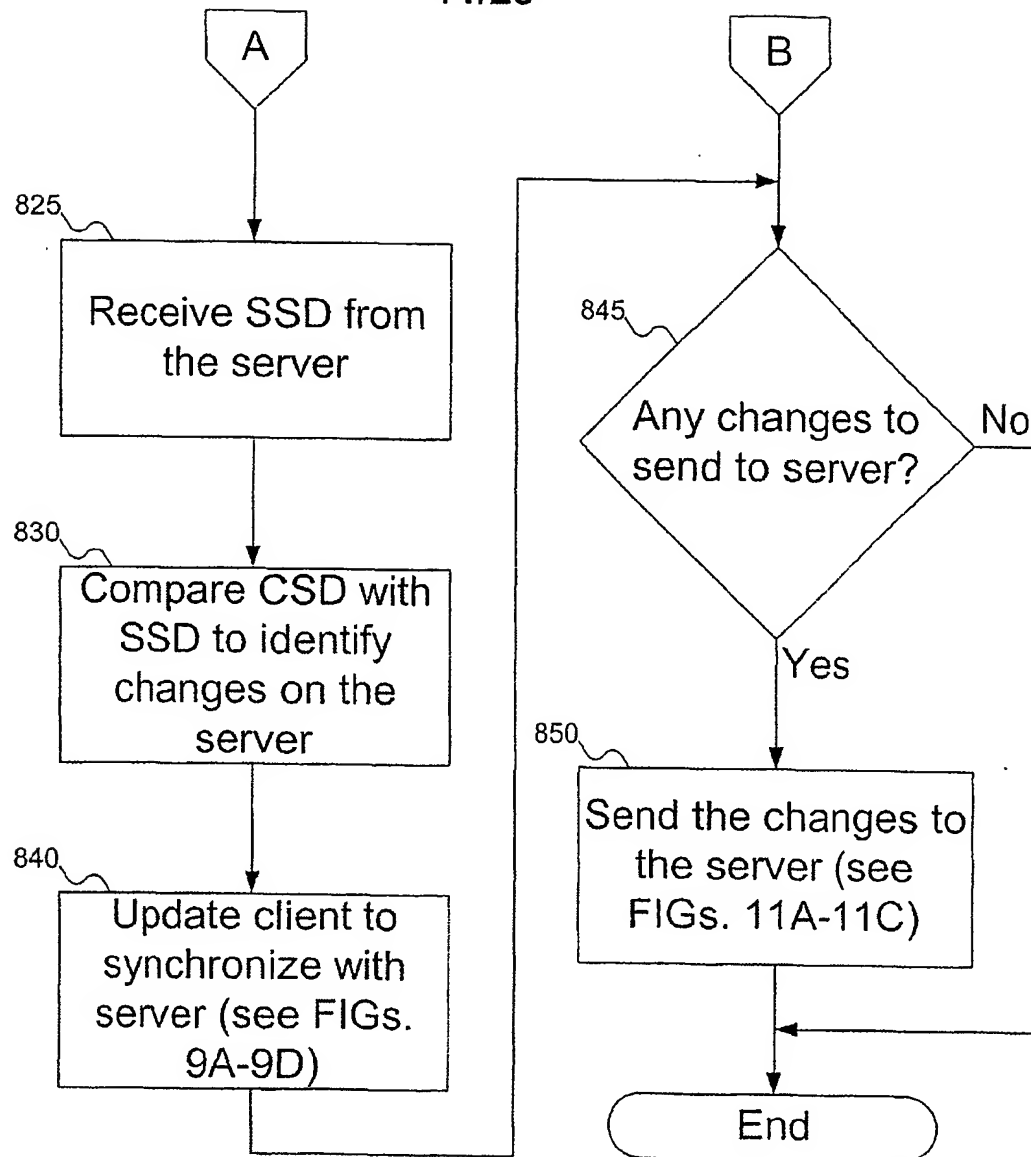 A
825
Receive SSD from
the server
830
Compare CSD with
SSD to identify
changes on the
server
840
Update client to
synchronize with
server (see FIGs.
9A-9D)
B
845
Any changes to
send to server?
No
Yes
850
Send the changes to
the server (see
FIGs. 11A-11C)
End